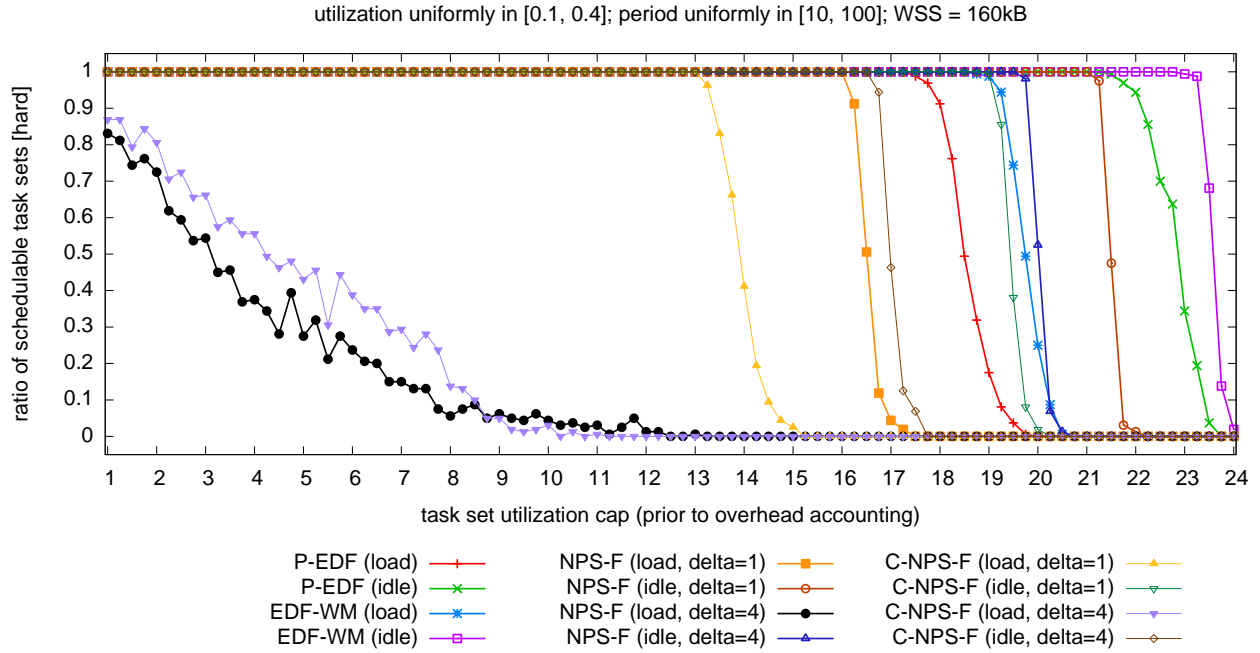 utilization uniformly in [0.1, 0.4]; period uniformly in [10, 100]; WSS = 160kB
ratio of schedulable task sets [hard]
1
0.9
0.8
0.7
0.6
0.5
0.4
0.3
0.2
0.1
0
1 2 3 4 5 6 7 8 9 10 11 12 13 14 15 16 17 18 19 20 21 22 23 24
task set utilization cap (prior to overhead accounting)
P-EDF (load)
P-EDF (idle)
EDF-WM (load)
EDF-WM (idle)
NPS-F (load, delta=1)
NPS-F (idle, delta=1)
NPS-F (load, delta=4)
NPS-F (idle, delta=4)
C-NPS-F (load, delta=1)
C-NPS-F (idle, delta=1)
C-NPS-F (load, delta=4)
C-NPS-F (idle, delta=4)